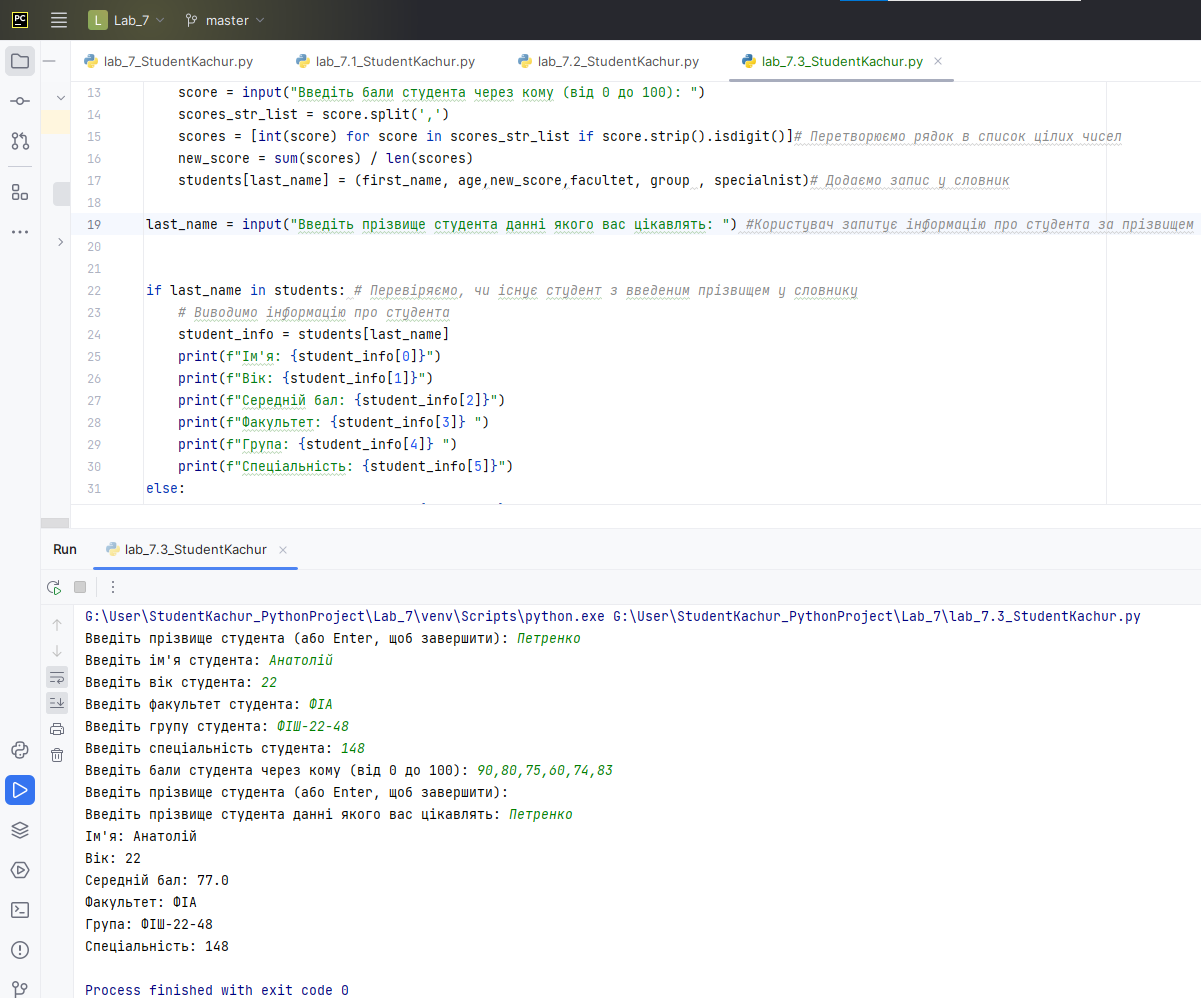 PC L Lab_7 master
lab_7_StudentKachur.py lab_7.1_StudentKachur.py lab_7.2_StudentKachur.py lab_7.3_StudentKachur.py
13 score = input("Введіть бали студента через кому (від 0 до 100): ")
14 scores_str_list = score.split(',')
15 scores = [int(score) for score in scores_str_list if score.strip().isdigit()]# Перетворюємо рядок в список цілих чисел
16 new_score = sum(scores) / len(scores)
17 students[last_name] = (first_name, age,new_score,facultet, group , specialnist)# Додаємо запис у словник
18
19 last_name = input("Введіть прізвище студента данні якого вас цікавлять: ") #Користувач запитує інформацію про студента за прізвищем
20
21
22 if last_name in students: # Перевіряємо, чи існує студент з введеним прізвищем у словнику
23 # Виводимо інформацію про студента
24 student_info = students[last_name]
25 print(f"Ім'я: {student_info[0]}")
26 print(f"Вік: {student_info[1]}")
27 print(f"Середній бал: {student_info[2]}")
28 print(f"Факультет: {student_info[3]} ")
29 print(f"Група: {student_info[4]} ")
30 print(f"Спеціальність: {student_info[5]}")
31 else:
Run lab_7.3_StudentKachur
G:\User\StudentKachur_PythonProject\Lab_7\venv\Scripts\python.exe G:\User\StudentKachur_PythonProject\Lab_7\lab_7.3_StudentKachur.py
Введіть прізвище студента (або Enter, щоб завершити): Петренко
Введіть ім'я студента: Анатолій
Введіть вік студента: 22
Введіть факультет студента: ФІА
Введіть групу студента: ФІШ-22-48
Введіть спеціальність студента: 148
Введіть бали студента через кому (від 0 до 100): 90,80,75,60,74,83
Введіть прізвище студента (або Enter, щоб завершити):
Введіть прізвище студента данні якого вас цікавлять: Петренко
Ім'я: Анатолій
Вік: 22
Середній бал: 77.0
Факультет: ФІА
Група: ФІШ-22-48
Спеціальність: 148
Process finished with exit code 0